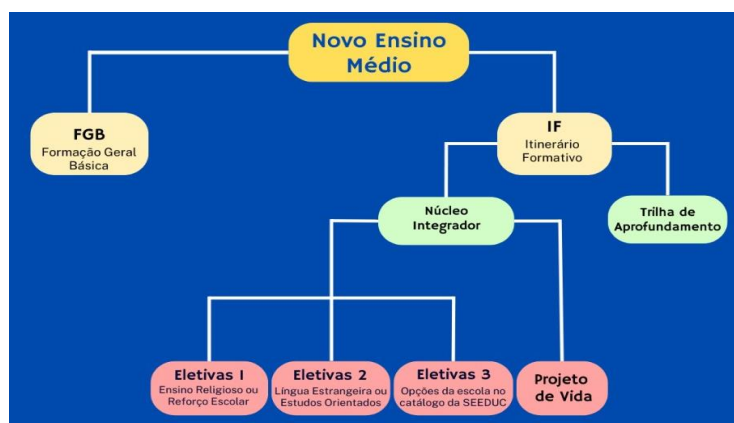 Novo Ensino
Médio
FGB
Formação Geral
Básica
IF
Itinerário
Formativo
Núcleo
Integrador
Trilha de
Aprofundamento
Eletivas 1
Ensino Religioso ou
Reforço Escolar
Eletivas 2
Língua Estrangeira ou
Estudos Orientados
Eletivas 3
Opções da escola no
catálogo da SEEDUC
Projeto
de Vida